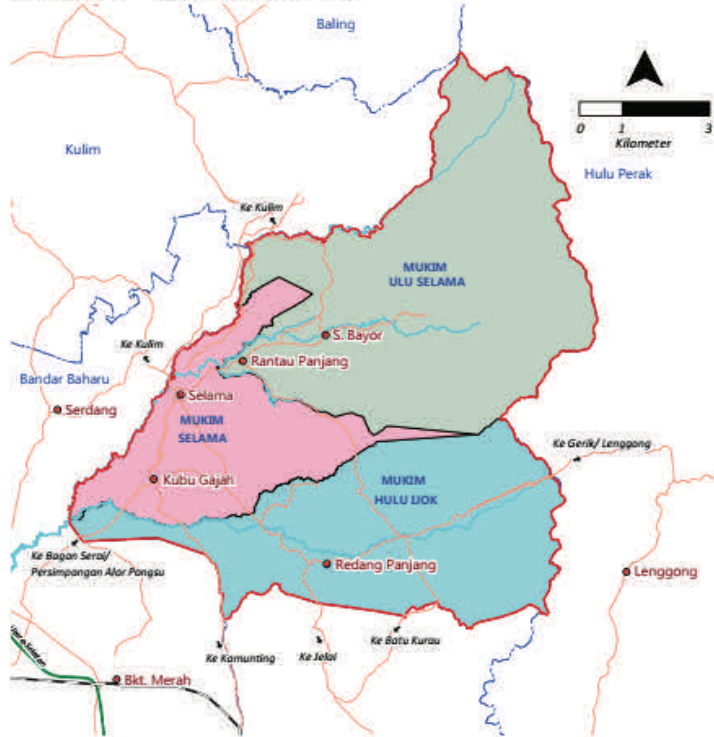 Baling
0 1 3
Kilometer
Kulim
Hulu Perak
Ke Kulim
MUKIM
ULU SELAMA
S. Bayor
Ke Kulim
Rantau Panjang
Bandar Baharu
Selama
Serdang
MUKIM
SELAMA
Ke Gerik/ Lenggong
Kubu Gajah
MUKIM
HULU IJOK
Ke Bagan Serai/
Persimpangan Alor Pongsu
Redang Panjang
Lenggong
Ke Batu Kurau
Ke Kamunting
Ke Jelai
Bkt. Merah